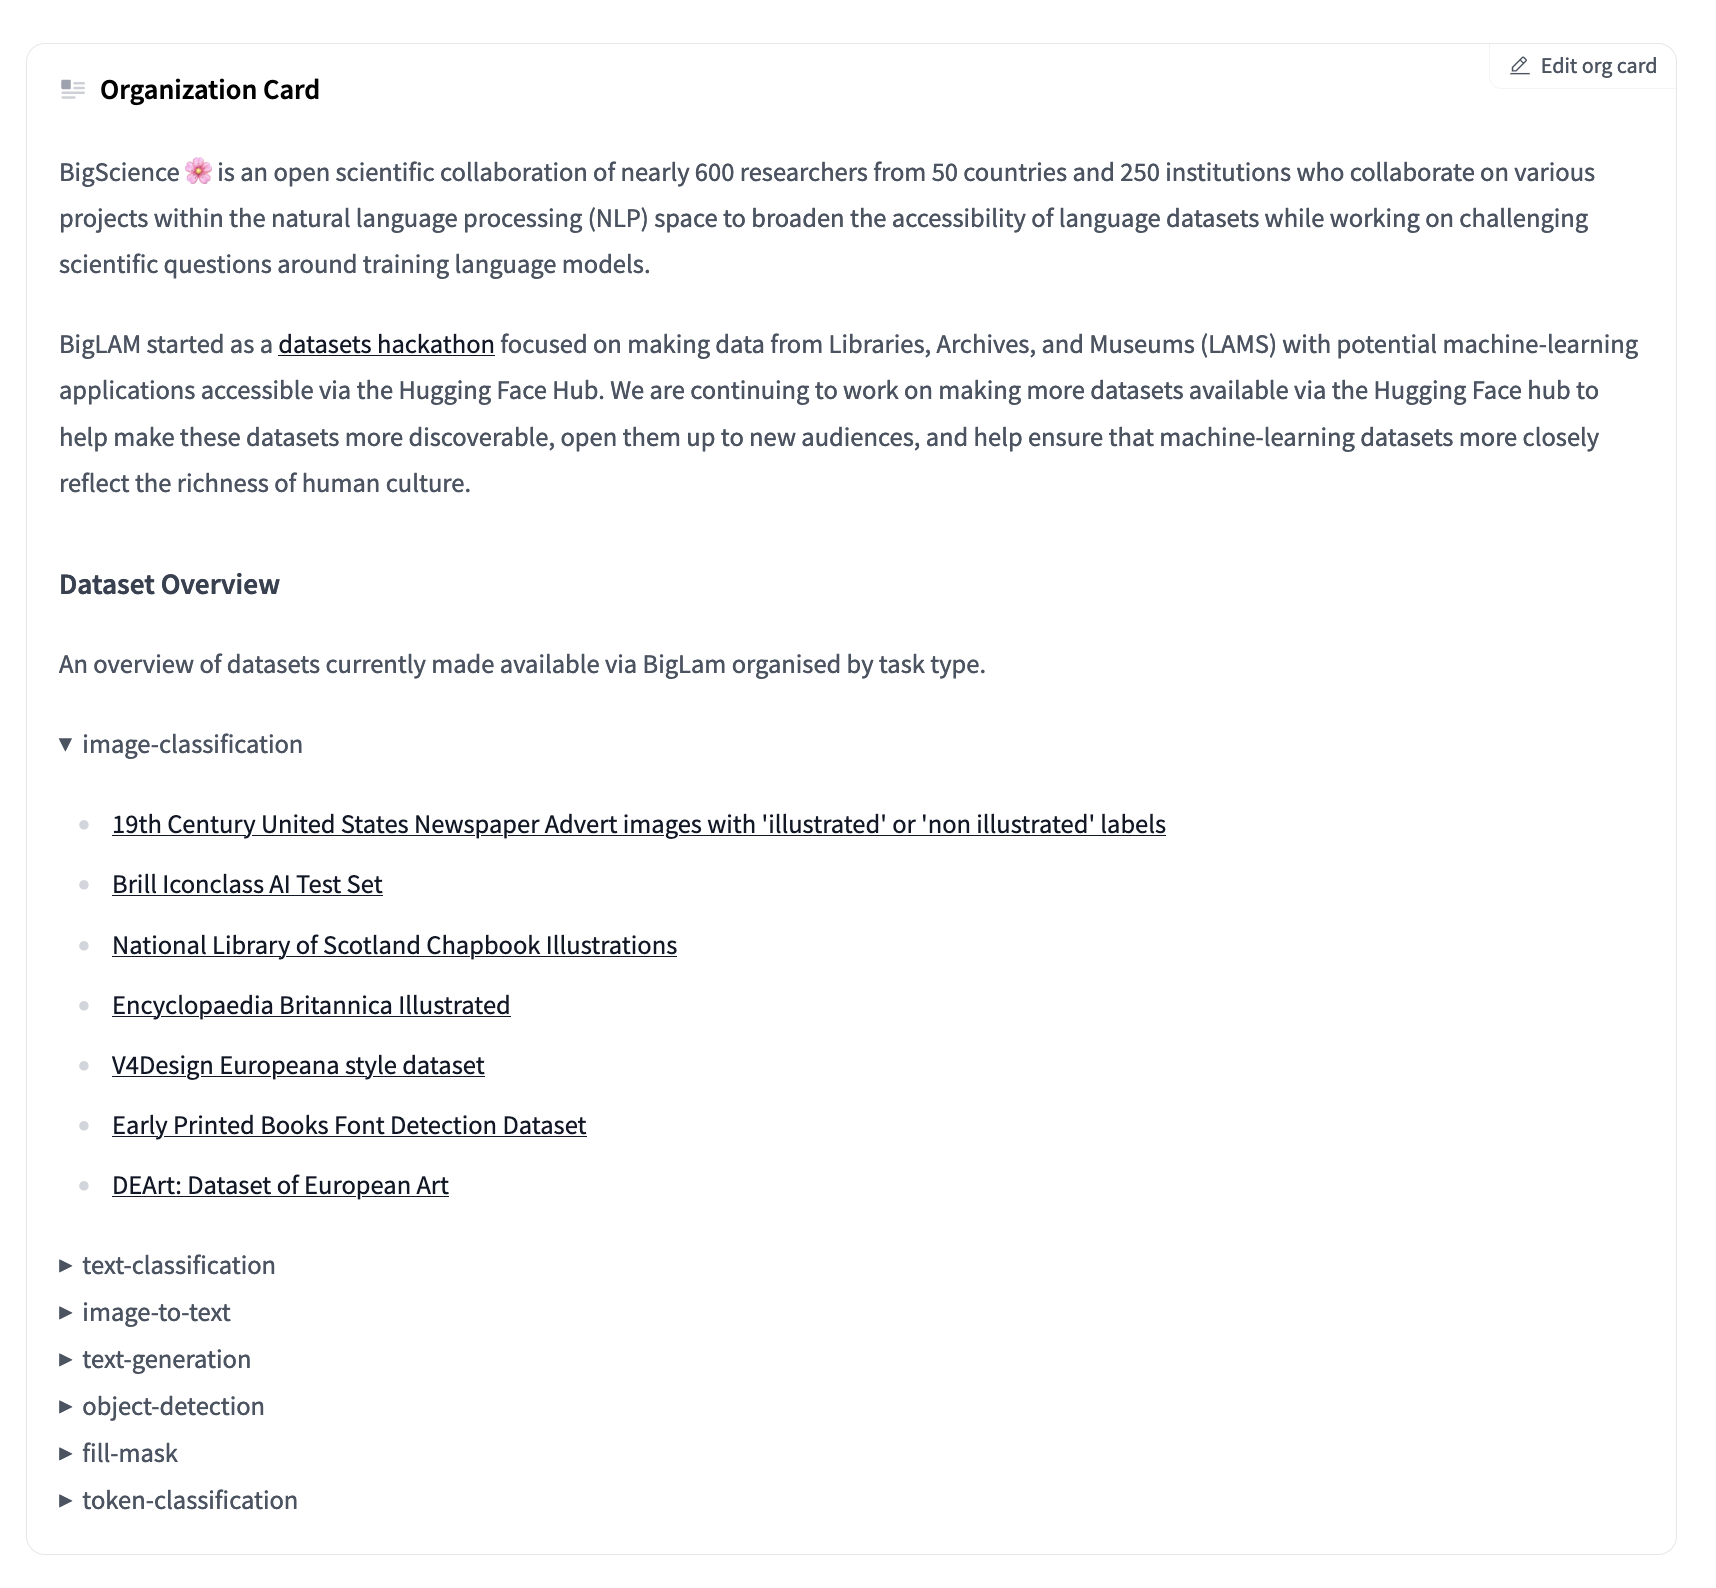 Edit org card
Organization Card
BigScience 🌸 is an open scientific collaboration of nearly 600 researchers from 50 countries and 250 institutions who collaborate on various
projects within the natural language processing (NLP) space to broaden the accessibility of language datasets while working on challenging
scientific questions around training language models.
BigLAM started as a datasets hackathon focused on making data from Libraries, Archives, and Museums (LAMS) with potential machine-learning
applications accessible via the Hugging Face Hub. We are continuing to work on making more datasets available via the Hugging Face hub to
help make these datasets more discoverable, open them up to new audiences, and help ensure that machine-learning datasets more closely
reflect the richness of human culture.
Dataset Overview
An overview of datasets currently made available via BigLam organised by task type.
▼ image-classification
• 19th Century United States Newspaper Advert images with 'illustrated' or 'non illustrated' labels
• Brill Iconclass AI Test Set
• National Library of Scotland Chapbook Illustrations
• Encyclopaedia Britannica Illustrated
• V4Design Europeana style dataset
• Early Printed Books Font Detection Dataset
• DEArt: Dataset of European Art
▶ text-classification
▶ image-to-text
▶ text-generation
▶ object-detection
▶ fill-mask
▶ token-classification